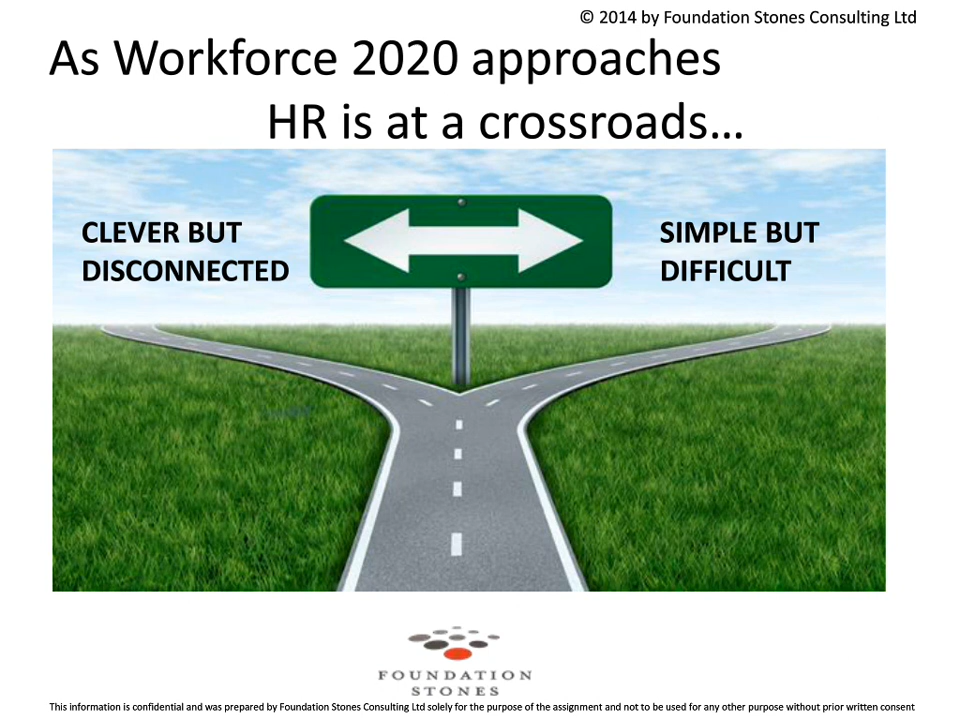 © 2014 by Foundation Stones Consulting Ltd
As Workforce 2020 approaches
HR is at a crossroads…
CLEVER BUT
DISCONNECTED
SIMPLE BUT
DIFFICULT
FOUNDATION
STONES
This information is confidential and was prepared by Foundation Stones Consulting Ltd solely for the purpose of the assignment and not to be used for any other purpose without prior written consent